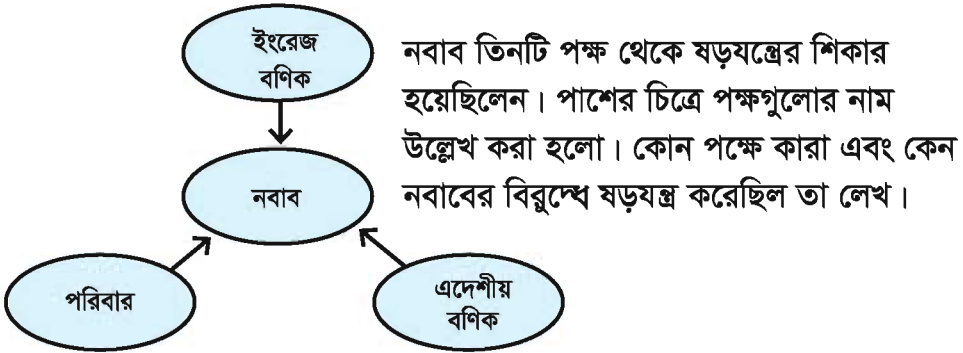 ইংরেজ
বণিক
নবাব তিনটি পক্ষ থেকে ষড়যন্ত্রের শিকার
হয়েছিলেন। পাশের চিত্রে পক্ষগুলোর নাম
উল্লেখ করা হলো। কোন পক্ষে কারা এবং কেন
নবাবের বিরুদ্ধে ষড়যন্ত্র করেছিল তা লেখ।
নবাব
পরিবার
এদেশীয়
বণিক